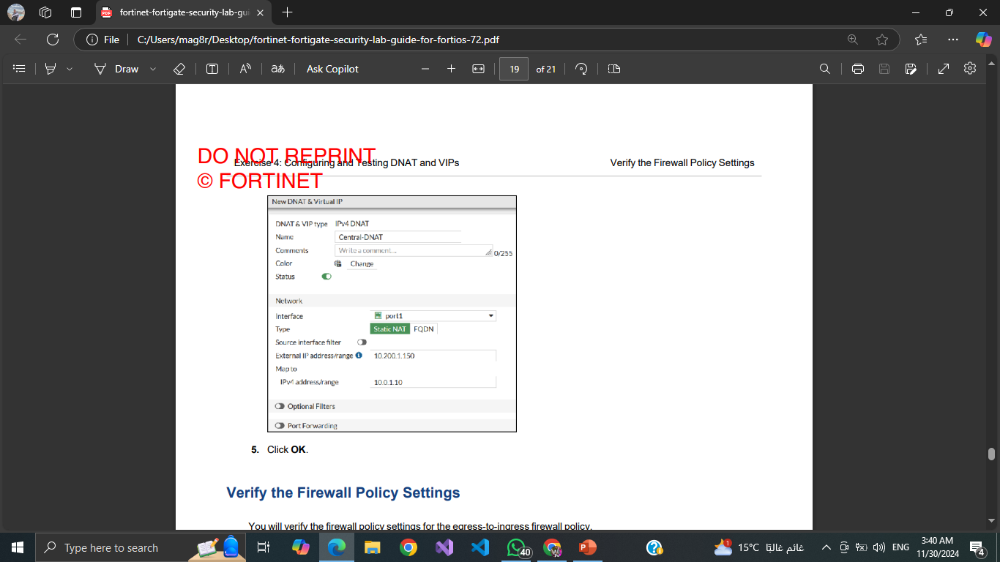 fortinet-fortigate-security-lab-gui
File
C:/Users/mag8r/Desktop/fortinet-fortigate-security-lab-guide-for-fortios-72.pdf
Draw
Ask Copilot
19 of 21
DO NOT REPRINT
© FORTINET
Exercise 4: Configuring and Testing DNAT and VIPs
Verify the Firewall Policy Settings
New DNAT & Virtual IP
DNAT & VIP type IPv4 DNAT
Name Central-DNAT
Comments Write a comment... 0/255
Color Change
Status
Network
Interface port1
Type Static NAT FQDN
Source interface filter
External IP address/range 10.200.1.150
Map to
IPv4 address/range 10.0.1.10
Optional Filters
Port Forwarding
5. Click OK.
Verify the Firewall Policy Settings
You will verify the firewall policy settings for the egress-to-ingress firewall policy.
Type here to search
40
15°C غائم غالبًا
ENG
3:40 AM
11/30/2024
4